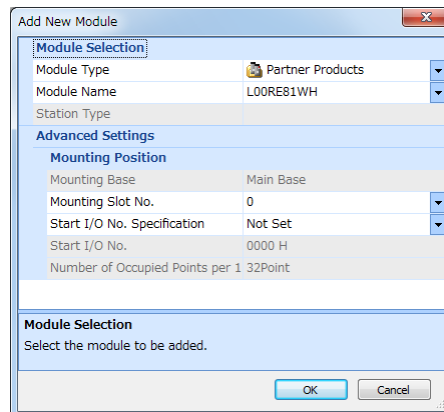 Add New Module
Module Selection
Module Type Partner Products
Module Name L00RE81WH
Station Type
Advanced Settings
Mounting Position
Mounting Base Main Base
Mounting Slot No. 0
Start I/O No. Specification Not Set
Start I/O No. 0000 H
Number of Occupied Points per 1 32Point
Module Selection
Select the module to be added.
OK Cancel